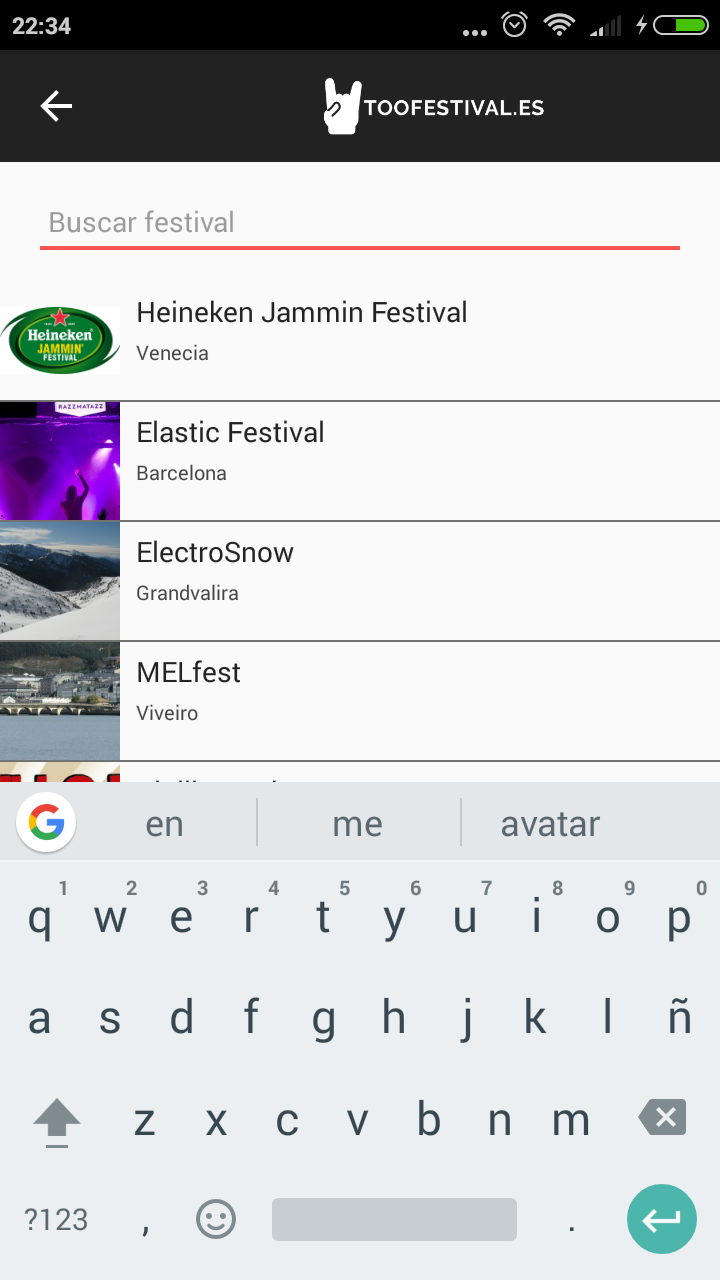 22:34
TOOFESTIVAL.ES
Buscar festival
Heineken Jammin Festival
Venecia
Heineken
JAMMIN'
FESTIVAL
RAZZMATAZZ
Elastic Festival
Barcelona
ElectroSnow
Grandvalira
MELfest
Viveiro
en me avatar
1 2 3 4 5 6 7 8 9 0
q w e r t y u i o p
a s d f g h j k l ñ
z x c v b n m
?123 , .